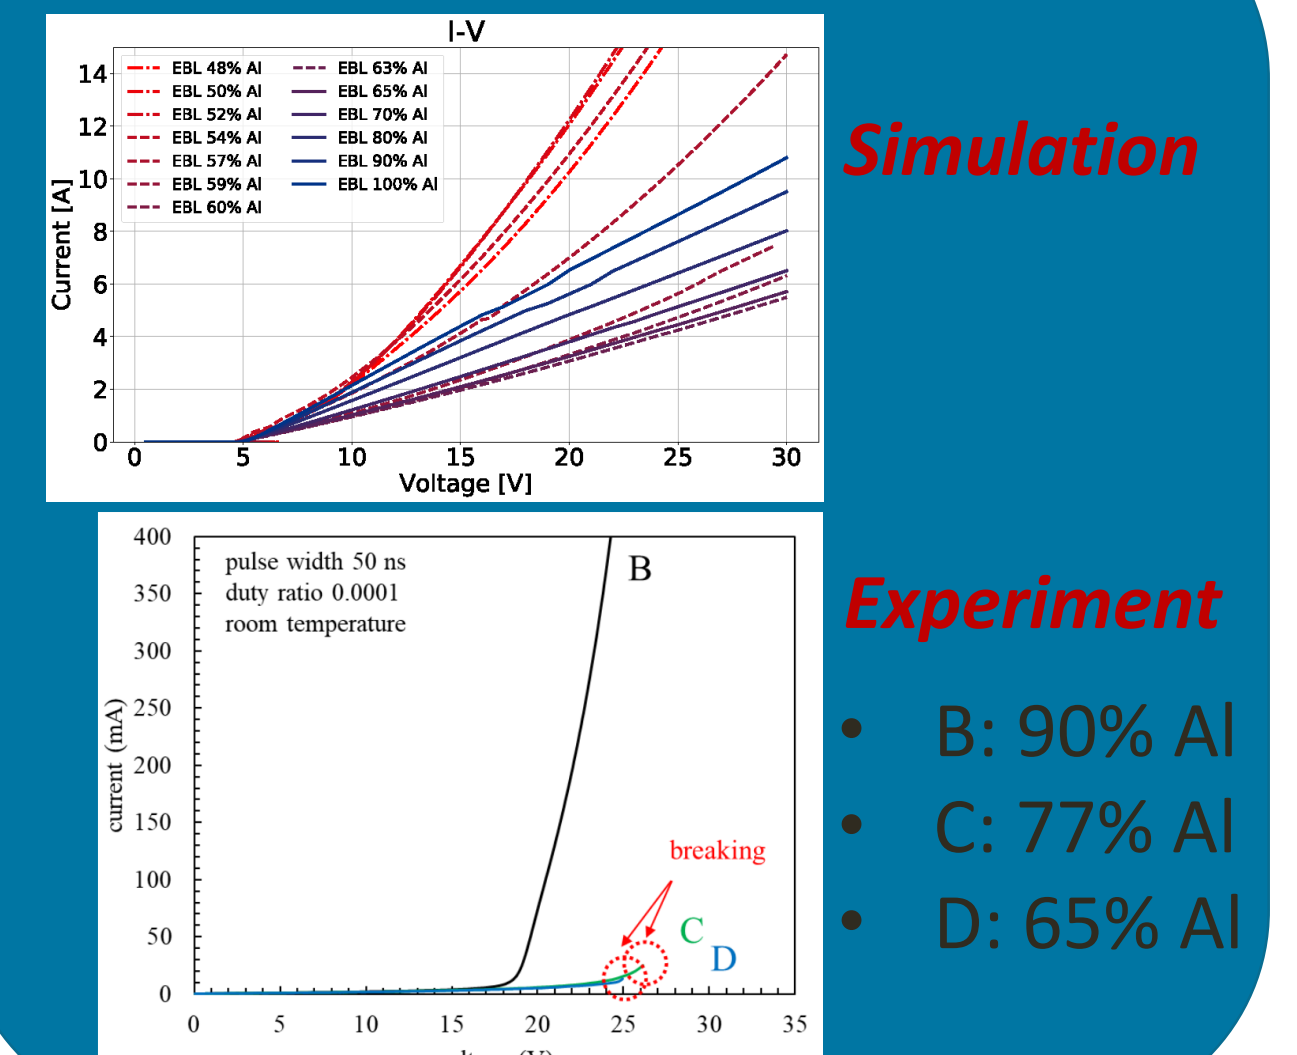 I-V
14
12
10
8
6
4
2
0
Current [A]
EBL 48% Al
EBL 50% Al
EBL 52% Al
EBL 54% Al
EBL 57% Al
EBL 59% Al
EBL 60% Al
EBL 63% Al
EBL 65% Al
EBL 70% Al
EBL 80% Al
EBL 90% Al
EBL 100% Al
0 5 10 15 20 25 30
Voltage [V]
Simulation
400
350
300
250
200
150
100
50
0
current (mA)
pulse width 50 ns
duty ratio 0.0001
room temperature
B
breaking
C
D
0 5 10 15 20 25 30 35
Experiment
• B: 90% Al
• C: 77% Al
• D: 65% Al